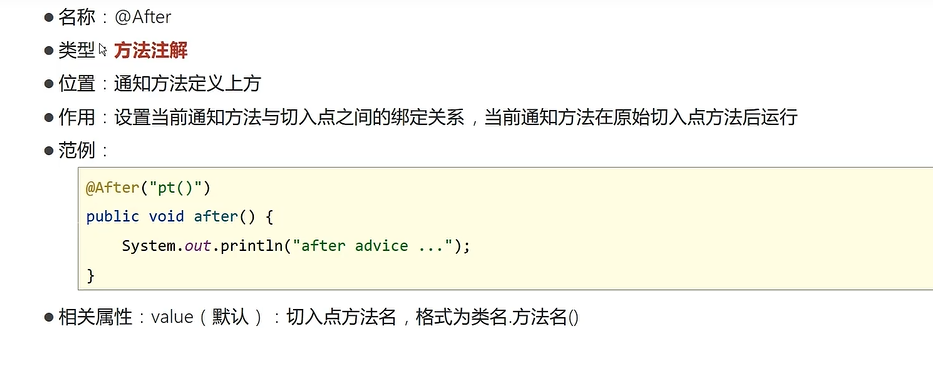 ● 名称：@After
● 类型：方法注解
● 位置：通知方法定义上方
● 作用：设置当前通知方法与切入点之间的绑定关系，当前通知方法在原始切入点方法后运行
● 范例：
@After("pt()")
public void after() {
    System.out.println("after advice ...");
}
● 相关属性：value（默认）：切入点方法名，格式为类名.方法名()